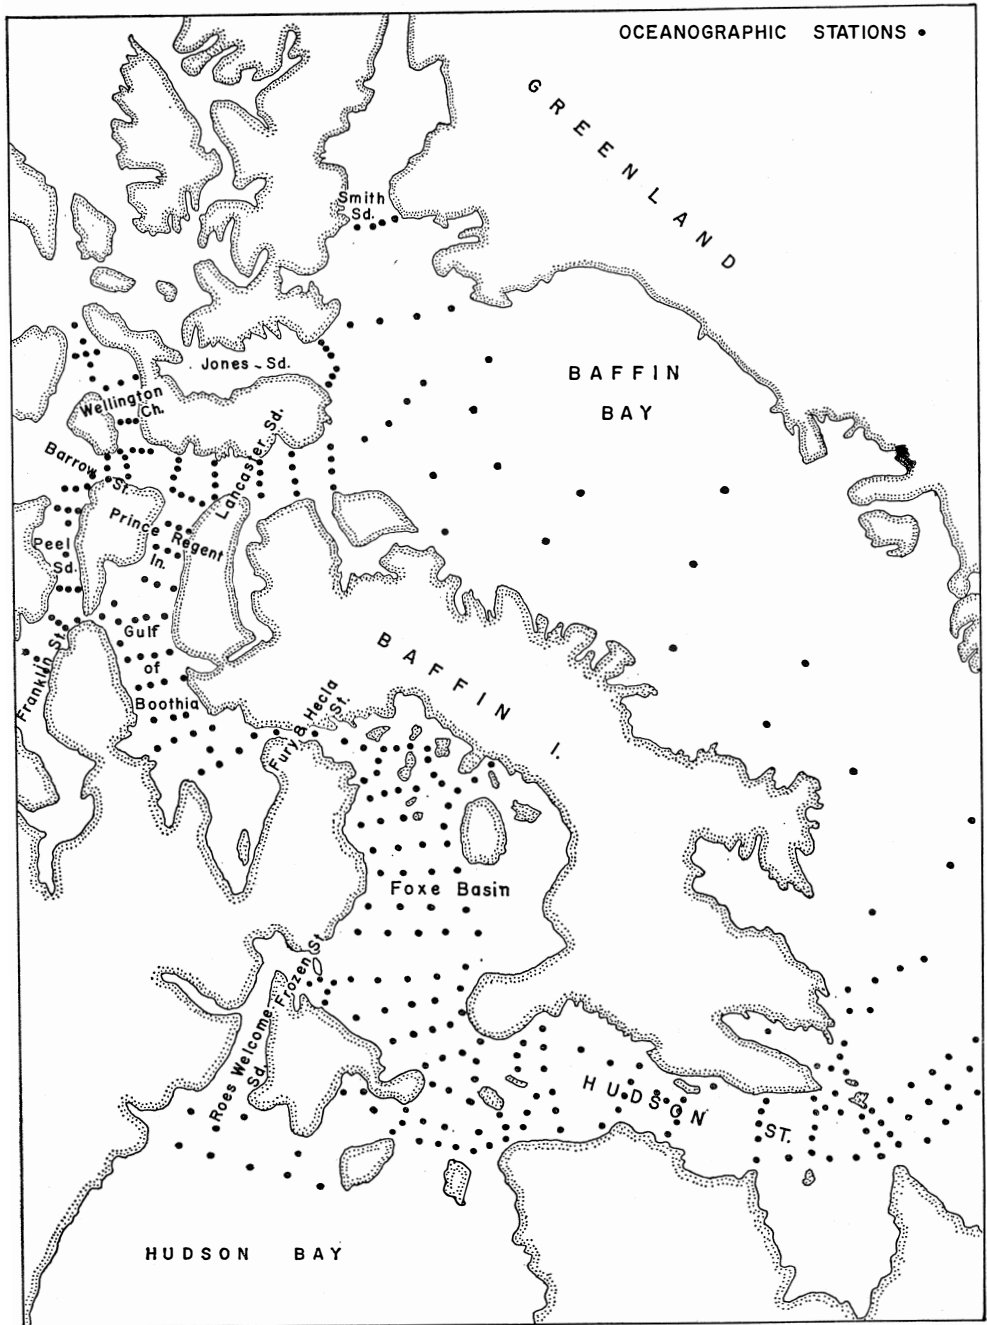 OCEANOGRAPHIC STATIONS
GREENLAND
Smith
Sd.
Jones Sd.
BAFFIN
BAY
Wellington
Ch.
Lancaster Sd.
Barrow
St.
Prince Regent
In.
Peel
Sd.
Gulf
of
Boothia
Franklin St.
BAFFIN I.
Fury & Hecla
St.
Foxe Basin
Frozen St
Roes Welcome
Sd.
HUDSON
ST.
HUDSON BAY